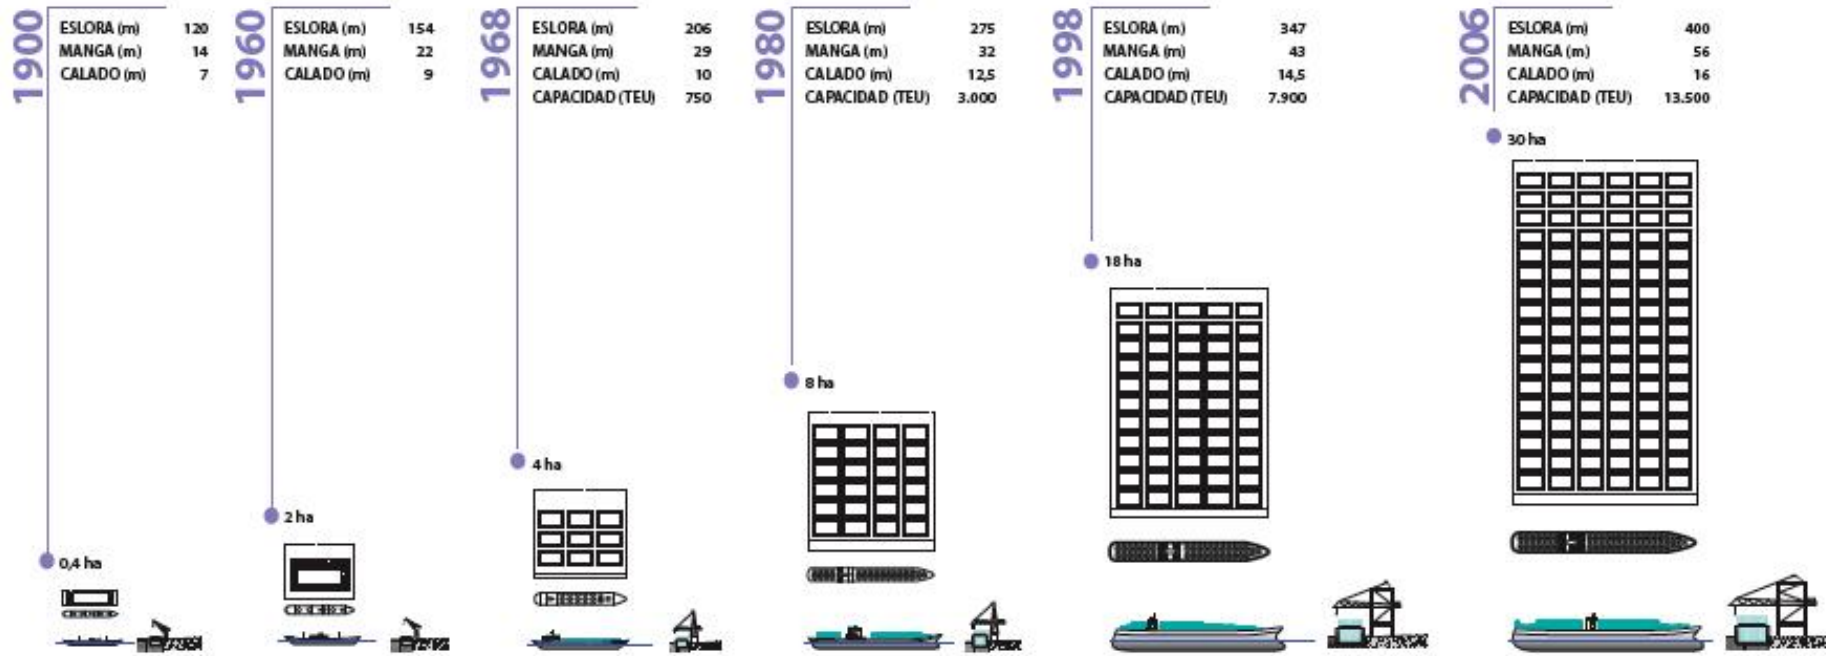 1900
ESLORA (m) 120
MANGA (m) 14
CALADO (m) 7
0,4 ha
1960
ESLORA (m) 154
MANGA (m) 22
CALADO (m) 9
2 ha
1968
ESLORA (m) 206
MANGA (m) 29
CALADO (m) 10
CAPACIDAD (TEU) 750
4 ha
1980
ESLORA (m) 275
MANGA (m) 32
CALADO (m) 12,5
CAPACIDAD (TEU) 3.000
8 ha
1998
ESLORA (m) 347
MANGA (m) 43
CALADO (m) 14,5
CAPACIDAD (TEU) 7.900
18 ha
2006
ESLORA (m) 400
MANGA (m) 56
CALADO (m) 16
CAPACIDAD (TEU) 13.500
30 ha